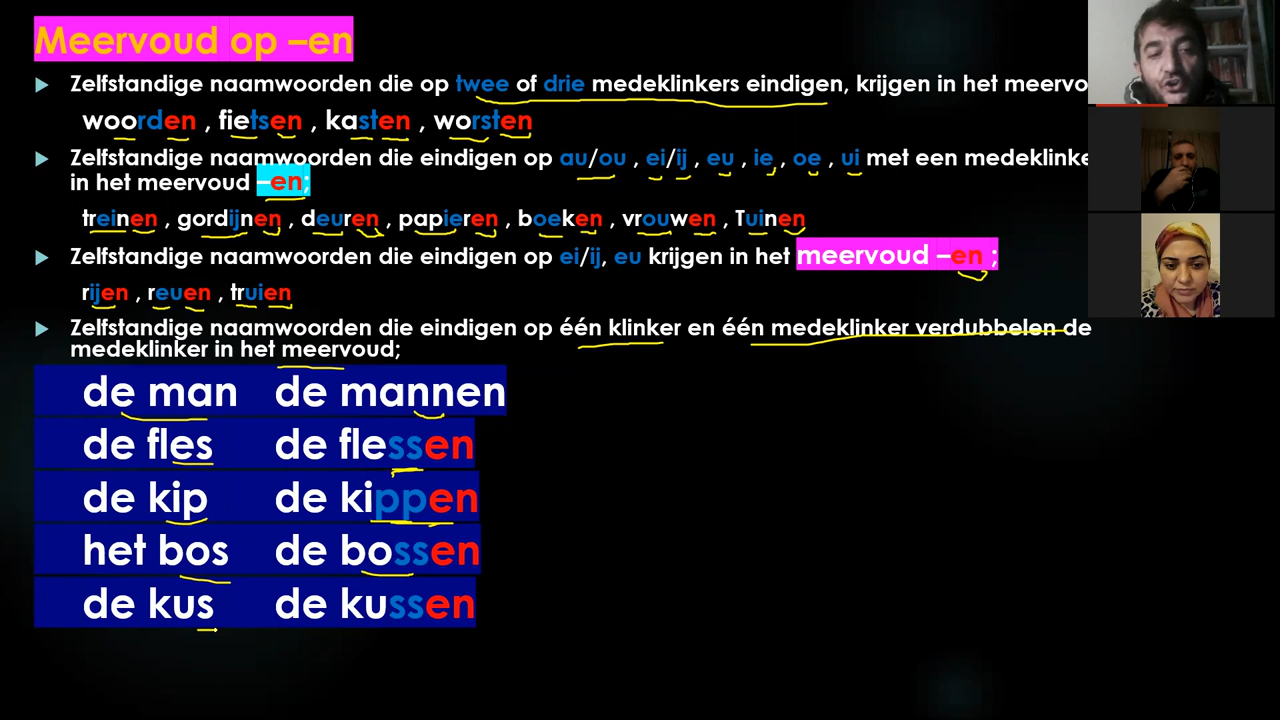 Meervoud op –en
Zelfstandige naamwoorden die op twee of drie medeklinkers eindigen, krijgen in het meervo
woorden , fietsen , kasten , worsten
Zelfstandige naamwoorden die eindigen op au/ou , ei/ij , eu , ie , oe , ui met een medeklinke
in het meervoud –en;
treinen , gordijnen , deuren , papieren , boeken , vrouwen , Tuinen
Zelfstandige naamwoorden die eindigen op ei/ij, eu krijgen in het meervoud –en ;
rijen , reuen , truien
Zelfstandige naamwoorden die eindigen op één klinker en één medeklinker verdubbelen de
medeklinker in het meervoud;
de man de mannen
de fles de flessen
de kip de kippen
het bos de bossen
de kus de kussen